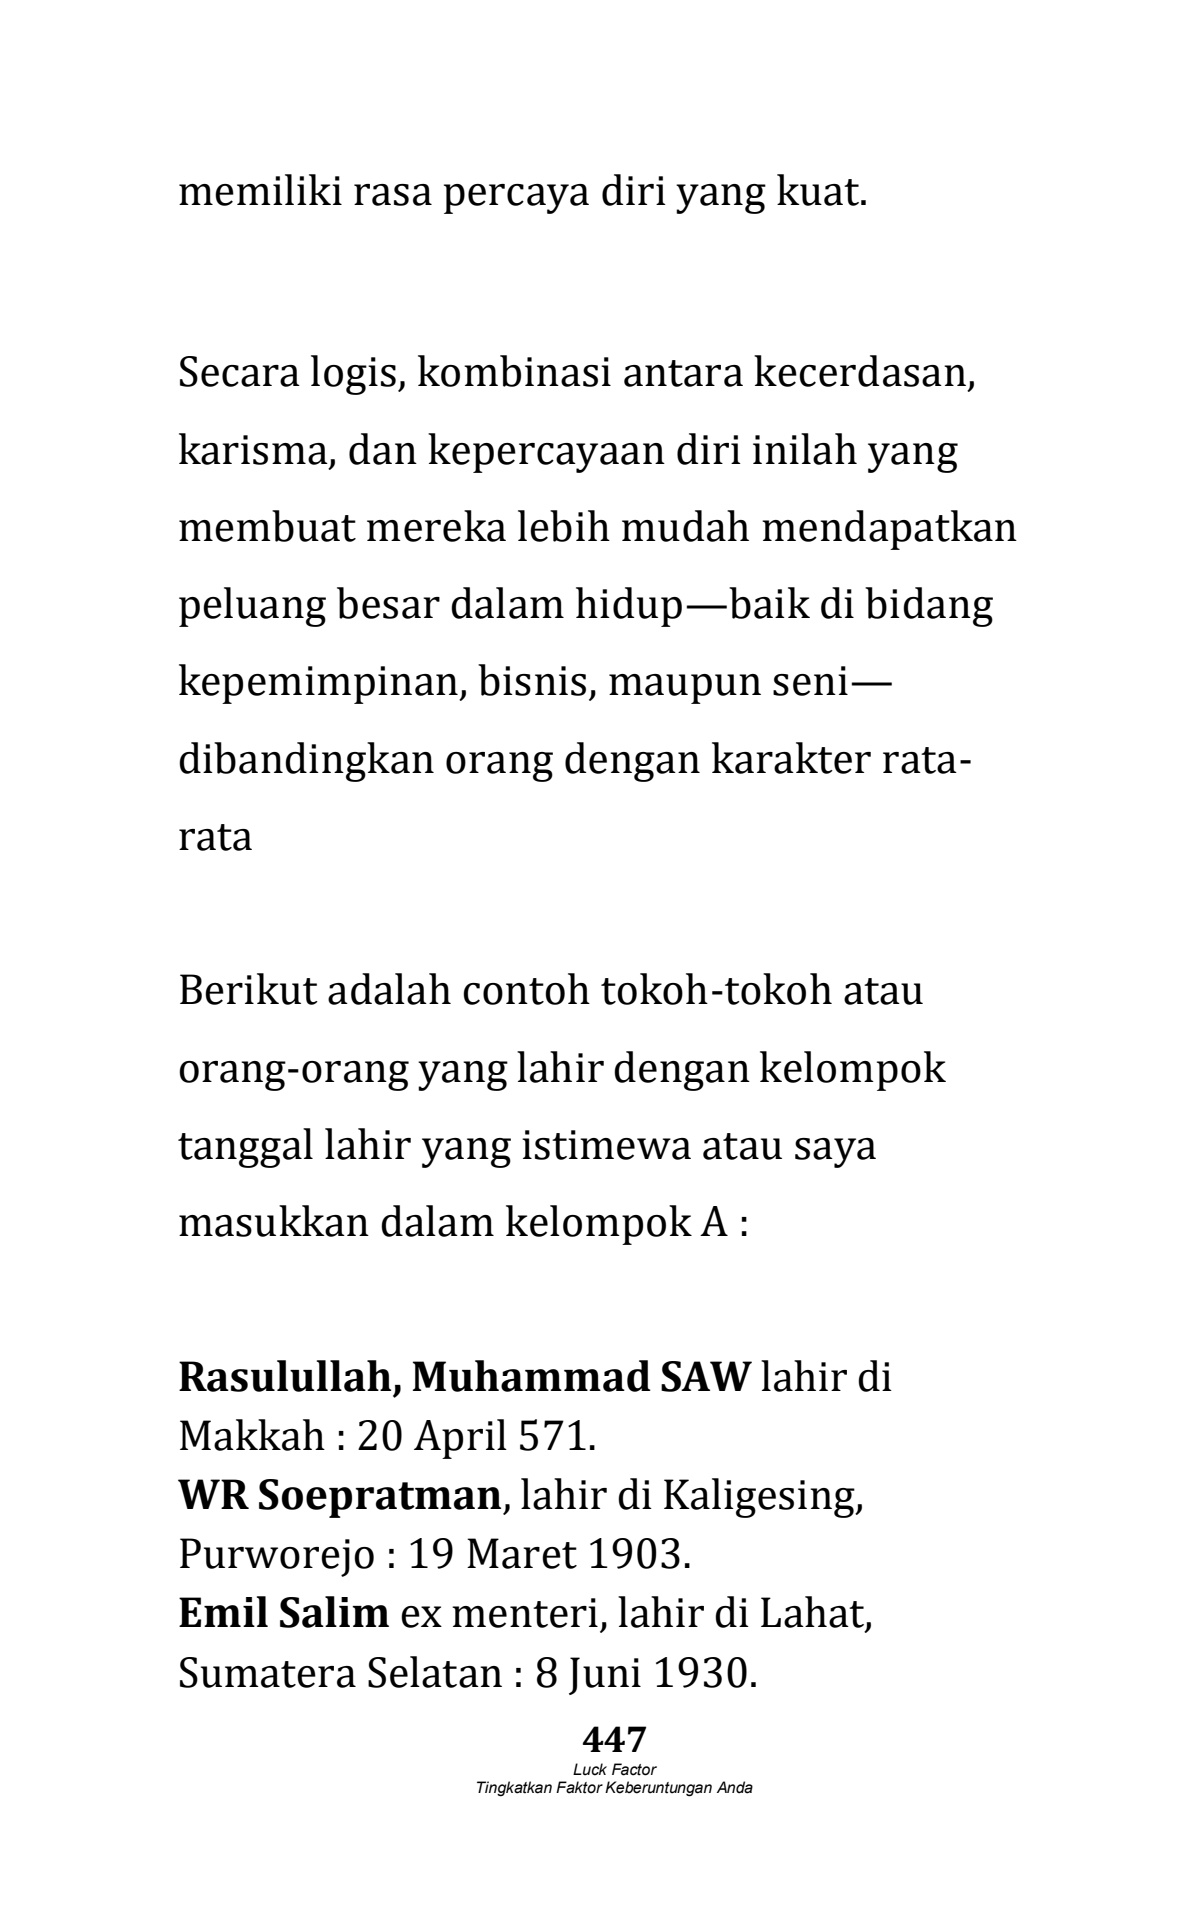 memiliki rasa percaya diri yang kuat.
Secara logis, kombinasi antara kecerdasan,
karisma, dan kepercayaan diri inilah yang
membuat mereka lebih mudah mendapatkan
peluang besar dalam hidup—baik di bidang
kepemimpinan, bisnis, maupun seni—
dibandingkan orang dengan karakter rata-
rata
Berikut adalah contoh tokoh-tokoh atau
orang-orang yang lahir dengan kelompok
tanggal lahir yang istimewa atau saya
masukkan dalam kelompok A :
Rasulullah, Muhammad SAW lahir di
Makkah : 20 April 571.
WR Soepratman, lahir di Kaligesing,
Purworejo : 19 Maret 1903.
Emil Salim ex menteri, lahir di Lahat,
Sumatera Selatan : 8 Juni 1930.
447
Luck Factor
Tingkatkan Faktor Keberuntungan Anda